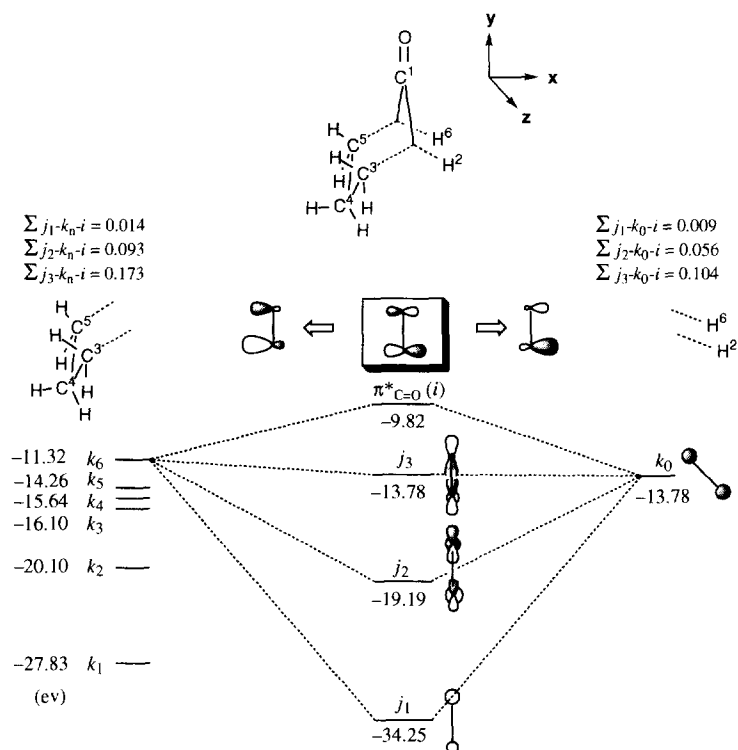 y
x
z
O
C1
H
C5
H6
H
H2
C3
H
C4
H
H
∑ j1-kn-i = 0.014
∑ j2-kn-i = 0.093
∑ j3-kn-i = 0.173
∑ j1-k0-i = 0.009
∑ j2-k0-i = 0.056
∑ j3-k0-i = 0.104
H
C5
H
C3
H
C4
H
H
H
H6
H2
π*C=O (i)
−9.82
−11.32 k6
−14.26 k5
−15.64 k4
−16.10 k3
−20.10 k2
−27.83 k1
(ev)
j3
−13.78
j2
−19.19
j1
−34.25
k0
−13.78